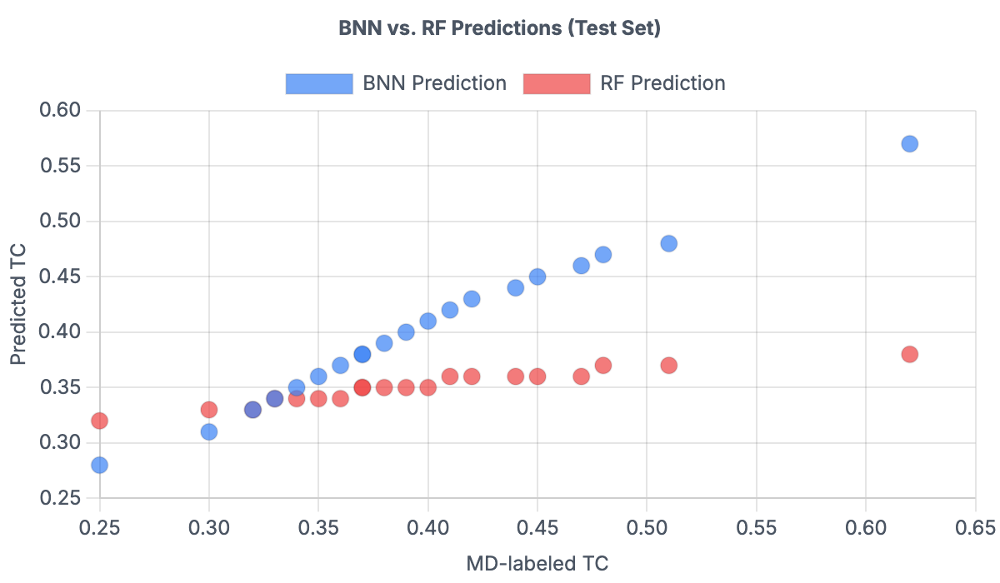 BNN vs. RF Predictions (Test Set)
BNN Prediction RF Prediction
0.60
0.55
0.50
0.45
0.40
0.35
0.30
0.25
Predicted TC
0.25 0.30 0.35 0.40 0.45 0.50 0.55 0.60 0.65
MD-labeled TC